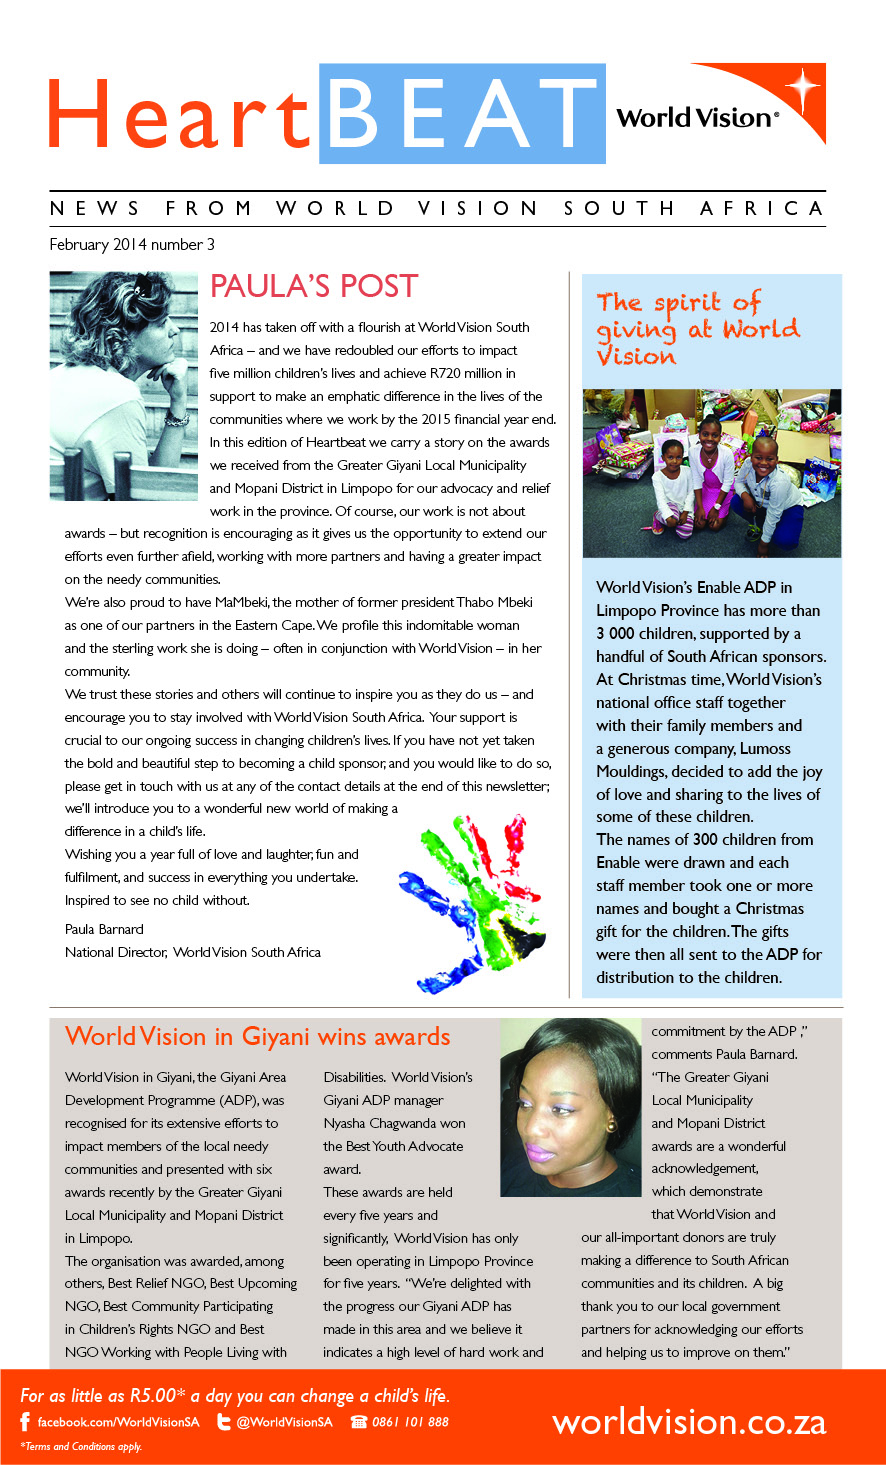 HeartBEAT
World Vision®
NEWS FROM WORLD VISION SOUTH AFRICA
February 2014 number 3
PAULA'S POST
2014 has taken off with a flourish at World Vision South
Africa – and we have redoubled our efforts to impact
five million children's lives and achieve R720 million in
support to make an emphatic difference in the lives of the
communities where we work by the 2015 financial year end.
In this edition of Heartbeat we carry a story on the awards
we received from the Greater Giyani Local Municipality
and Mopani District in Limpopo for our advocacy and relief
work in the province. Of course, our work is not about
awards – but recognition is encouraging as it gives us the opportunity to extend our
efforts even further afield, working with more partners and having a greater impact
on the needy communities.
We're also proud to have MaMbeki, the mother of former president Thabo Mbeki
as one of our partners in the Eastern Cape. We profile this indomitable woman
and the sterling work she is doing – often in conjunction with World Vision – in her
community.
We trust these stories and others will continue to inspire you as they do us – and
encourage you to stay involved with World Vision South Africa. Your support is
crucial to our ongoing success in changing children's lives. If you have not yet taken
the bold and beautiful step to becoming a child sponsor, and you would like to do so,
please get in touch with us at any of the contact details at the end of this newsletter;
we'll introduce you to a wonderful new world of making a
difference in a child's life.
Wishing you a year full of love and laughter, fun and
fulfilment, and success in everything you undertake.
Inspired to see no child without.
Paula Barnard
National Director, World Vision South Africa
The spirit of
giving at World
Vision
World Vision's Enable ADP in
Limpopo Province has more than
3 000 children, supported by a
handful of South African sponsors.
At Christmas time, World Vision's
national office staff together
with their family members and
a generous company, Lumoss
Mouldings, decided to add the joy
of love and sharing to the lives of
some of these children.
The names of 300 children from
Enable were drawn and each
staff member took one or more
names and bought a Christmas
gift for the children. The gifts
were then all sent to the ADP for
distribution to the children.
World Vision in Giyani wins awards
World Vision in Giyani, the Giyani Area
Development Programme (ADP), was
recognised for its extensive efforts to
impact members of the local needy
communities and presented with six
awards recently by the Greater Giyani
Local Municipality and Mopani District
in Limpopo.
The organisation was awarded, among
others, Best Relief NGO, Best Upcoming
NGO, Best Community Participating
in Children's Rights NGO and Best
NGO Working with People Living with
Disabilities. World Vision's
Giyani ADP manager
Nyasha Chagwanda won
the Best Youth Advocate
award.
These awards are held
every five years and
significantly, World Vision has only
been operating in Limpopo Province
for five years. “We're delighted with
the progress our Giyani ADP has
made in this area and we believe it
indicates a high level of hard work and
commitment by the ADP ,”
comments Paula Barnard.
“The Greater Giyani
Local Municipality
and Mopani District
awards are a wonderful
acknowledgement,
which demonstrate
that World Vision and
our all-important donors are truly
making a difference to South African
communities and its children. A big
thank you to our local government
partners for acknowledging our efforts
and helping us to improve on them.”
For as little as R5.00* a day you can change a child's life.
facebook.com/WorldVisionSA @WorldVisionSA 0861 101 888
*Terms and Conditions apply.
worldvision.co.za